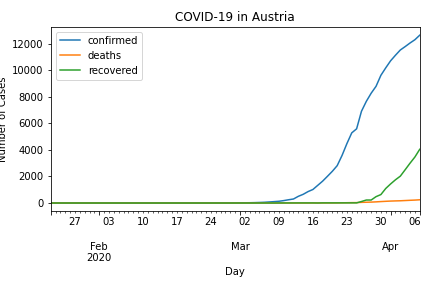 COVID-19 in Austria
confirmed
deaths
recovered
12000
10000
8000
6000
4000
2000
0
Number of Cases
27 03 10 17 24 02 09 16 23 30 06
Feb Mar Apr
2020
Day